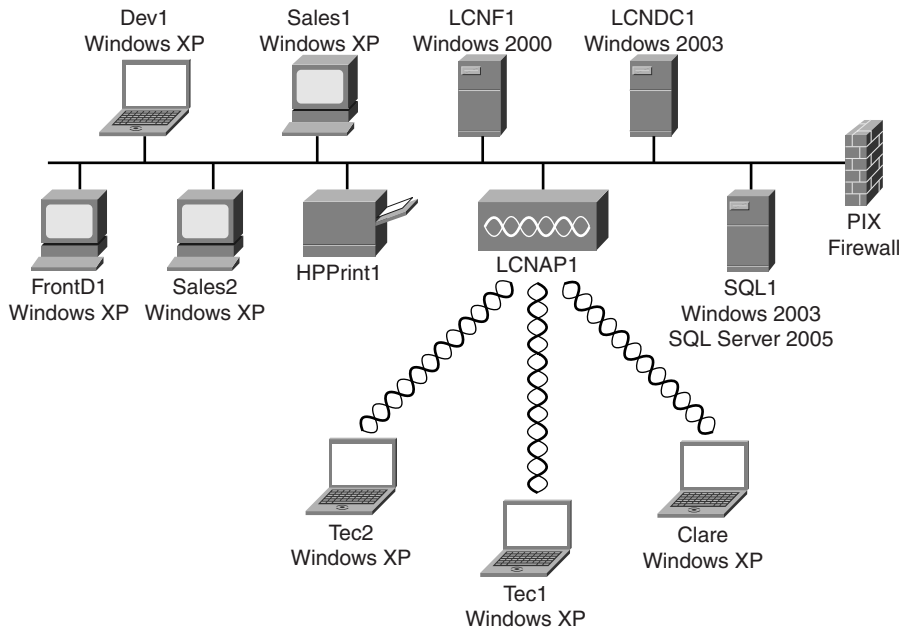 Dev1
Windows XP
Sales1
Windows XP
LCNF1
Windows 2000
LCNDC1
Windows 2003
FrontD1
Windows XP
Sales2
Windows XP
HPPrint1
LCNAP1
SQL1
Windows 2003
SQL Server 2005
PIX
Firewall
Tec2
Windows XP
Tec1
Windows XP
Clare
Windows XP